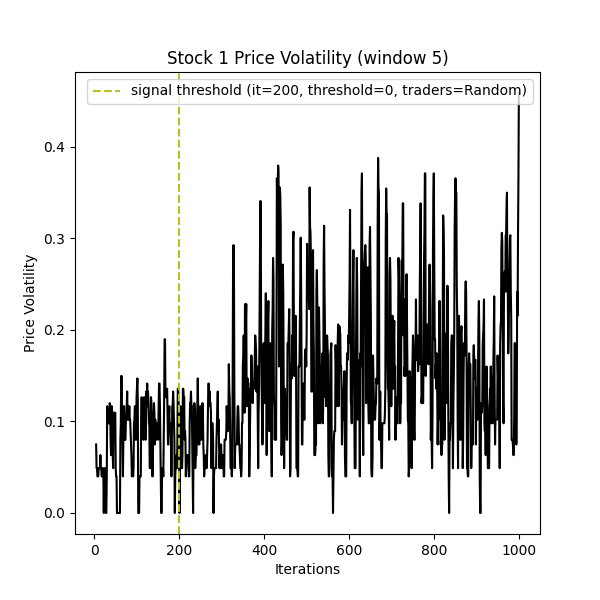 Stock 1 Price Volatility (window 5)
signal threshold (it=200, threshold=0, traders=Random)
0.4
0.3
0.2
0.1
0.0
Price Volatility
0 200 400 600 800 1000
Iterations